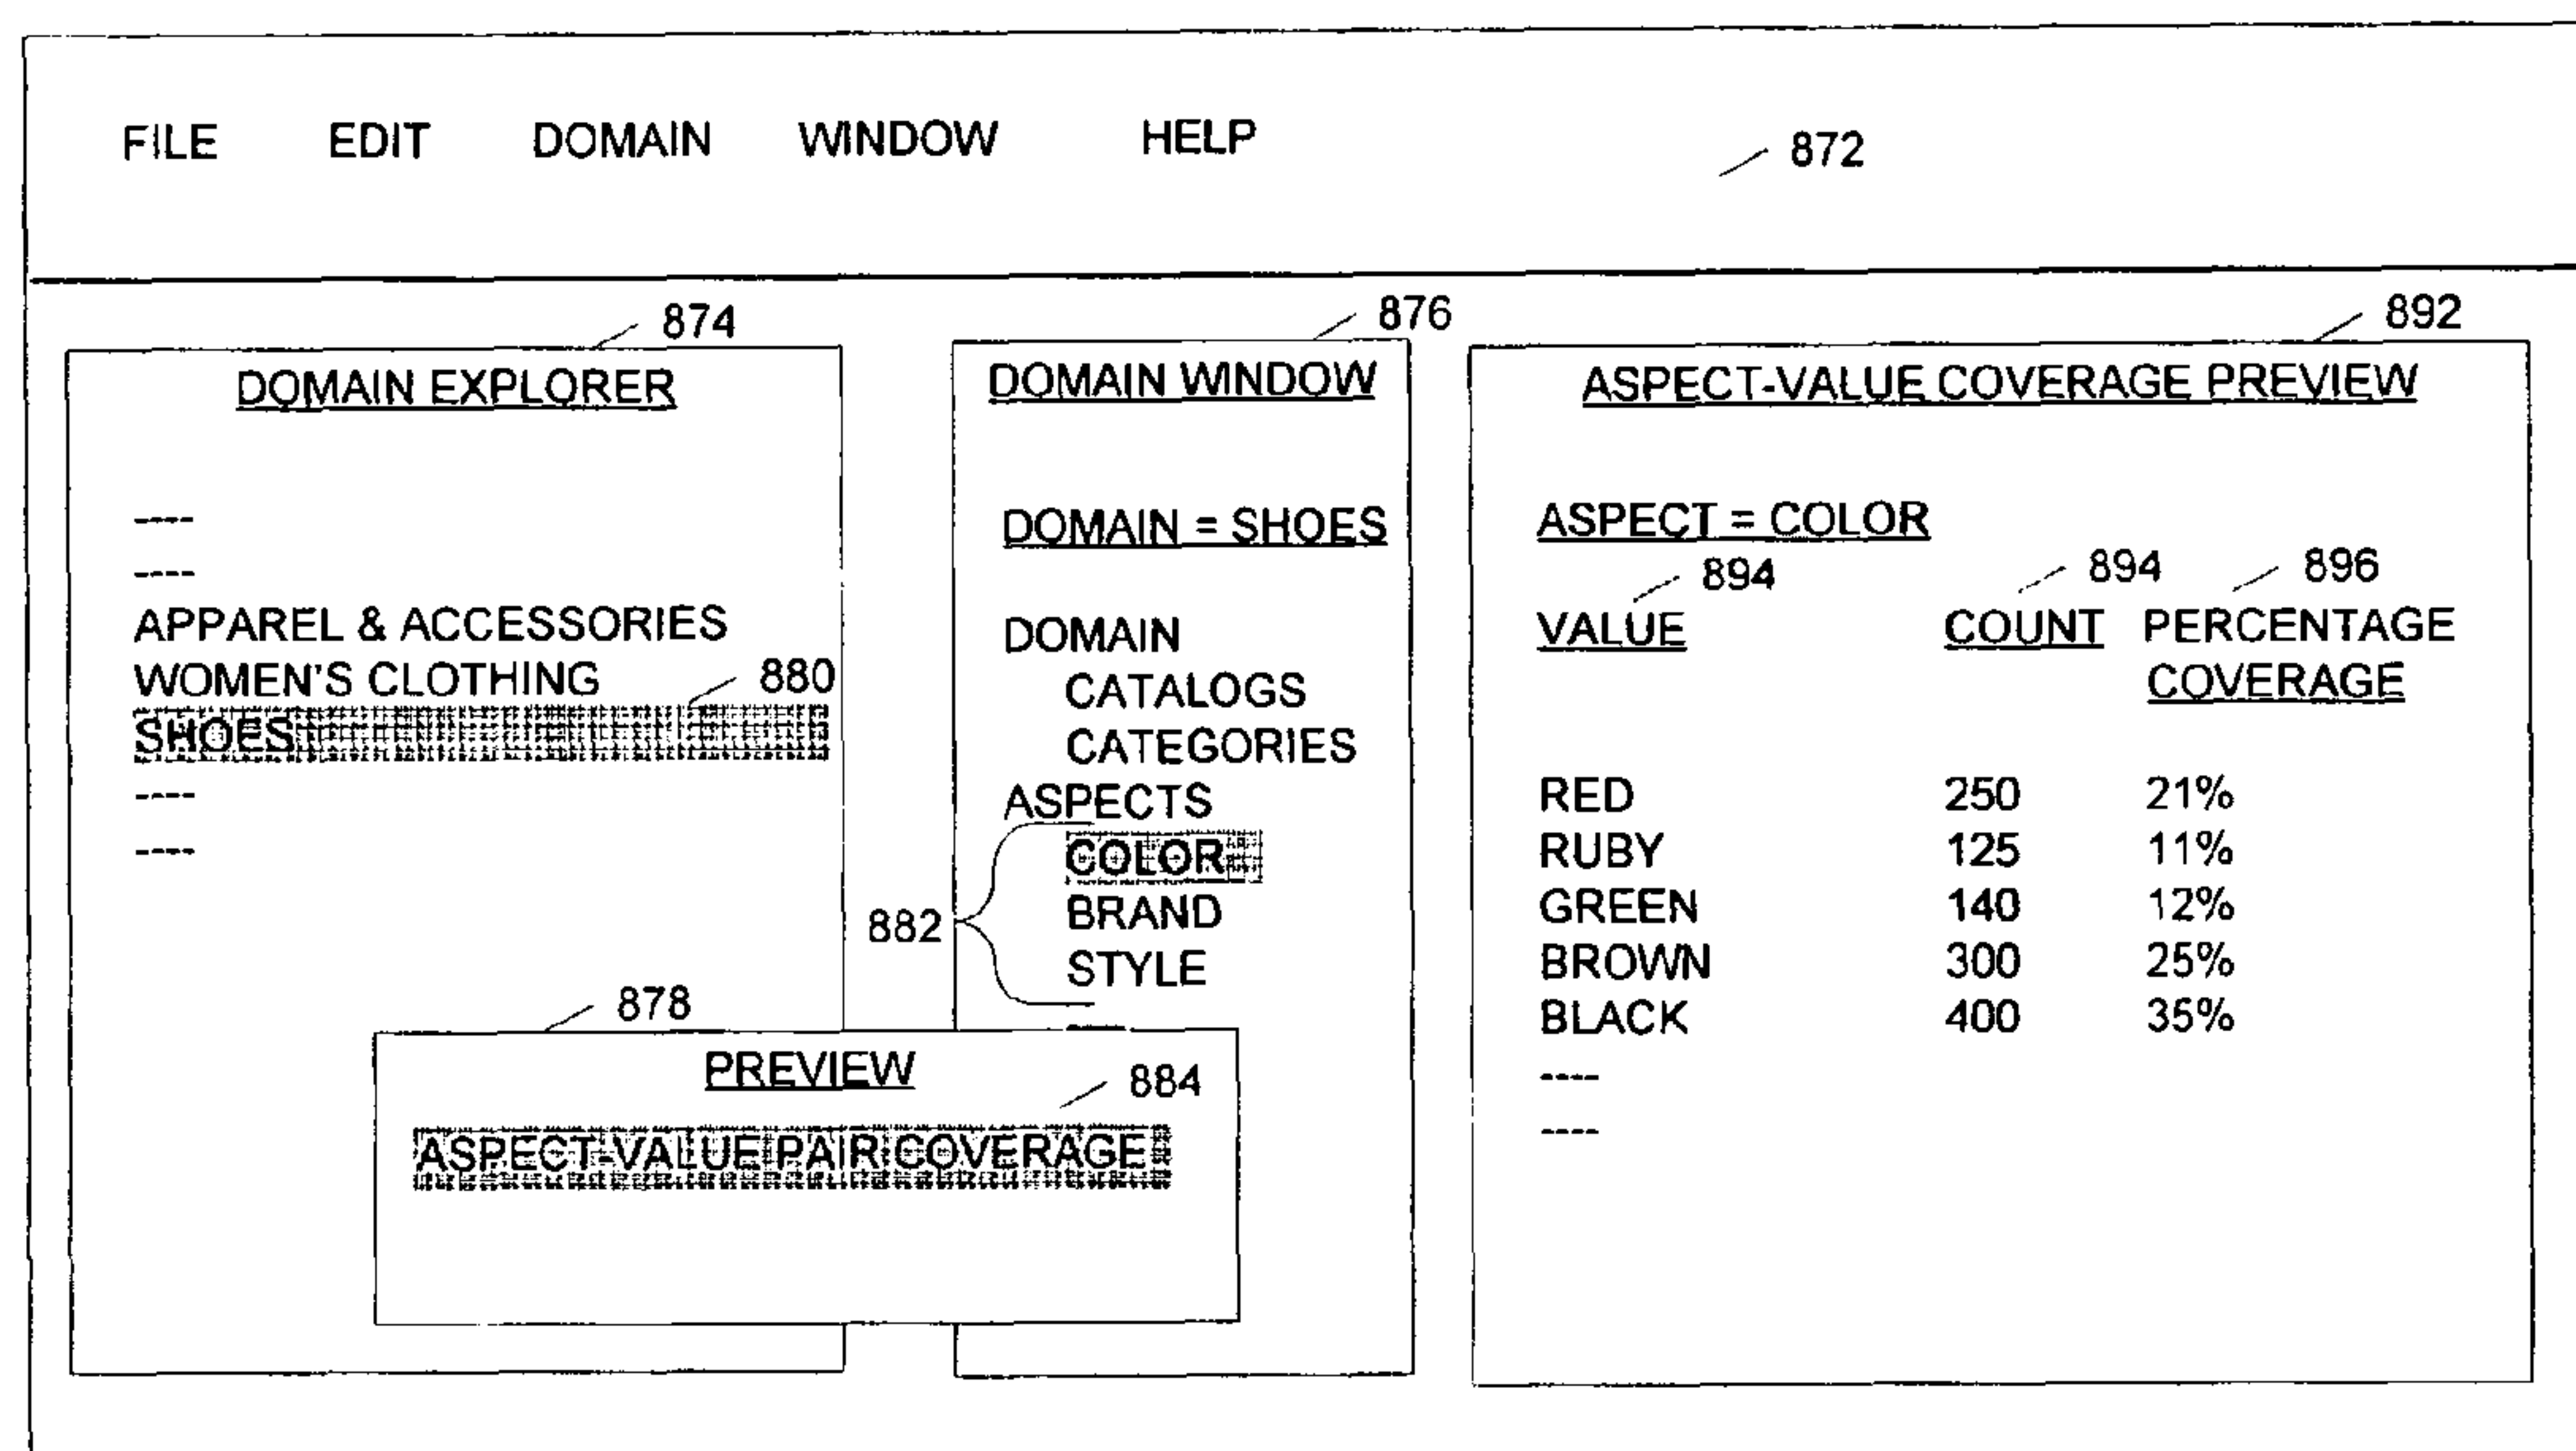 FILE EDIT DOMAIN WINDOW HELP
872
874
DOMAIN EXPLORER
----
----
APPAREL & ACCESSORIES
WOMEN'S CLOTHING
880
SHOES
----
----
876
DOMAIN WINDOW
DOMAIN = SHOES
DOMAIN
CATALOGS
CATEGORIES
ASPECTS
COLOR
BRAND
STYLE
882
878
PREVIEW
884
ASPECT-VALUE PAIR COVERAGE
892
ASPECT-VALUE COVERAGE PREVIEW
ASPECT = COLOR
894 894 896
VALUE COUNT PERCENTAGE
COVERAGE
RED 250 21%
RUBY 125 11%
GREEN 140 12%
BROWN 300 25%
BLACK 400 35%
----
----